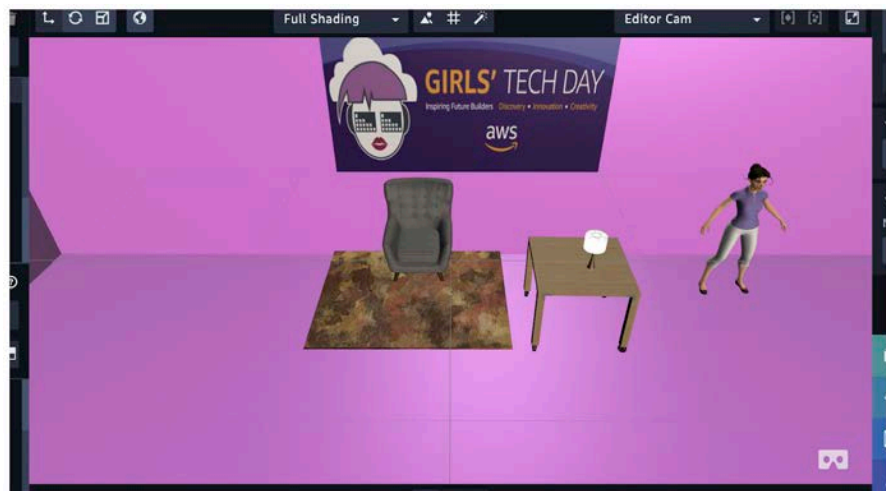 Full Shading
Editor Cam
GIRLS' TECH DAY
Inspiring Future Builders Discovery • Innovation • Creativity
aws